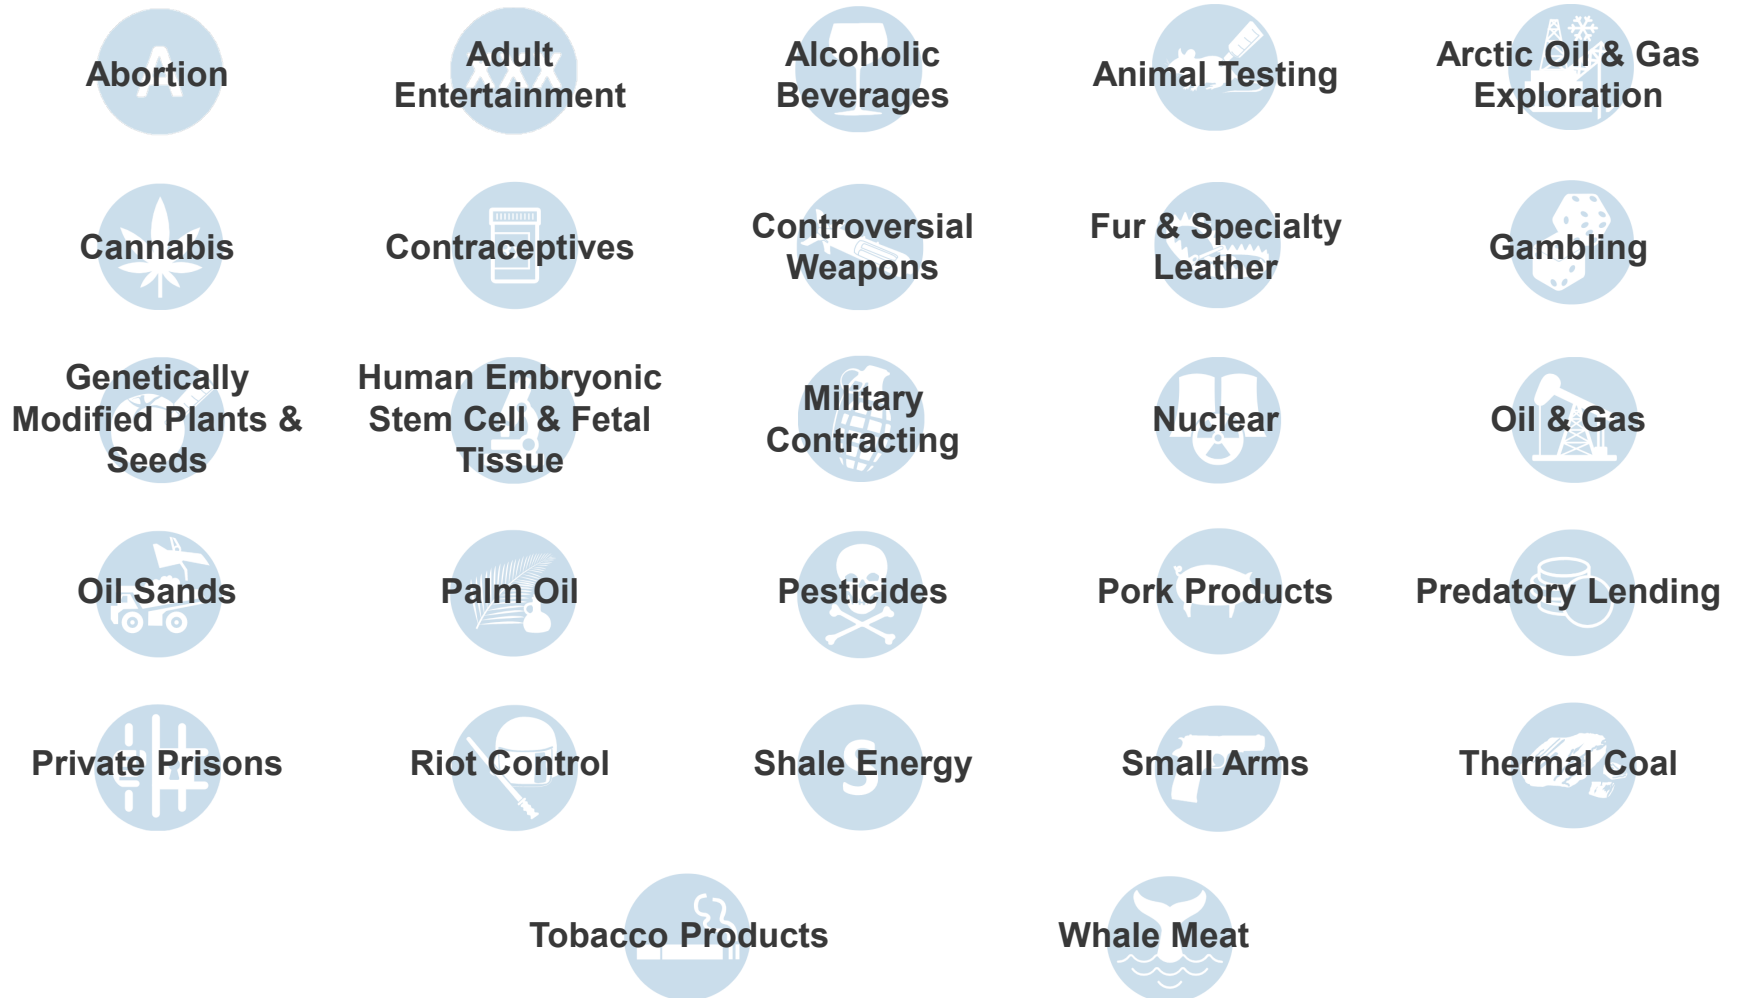 Abortion
Adult
Entertainment
Alcoholic
Beverages
Animal Testing
Arctic Oil & Gas
Exploration
Cannabis
Contraceptives
Controversial
Weapons
Fur & Specialty
Leather
Gambling
Genetically
Modified Plants &
Seeds
Human Embryonic
Stem Cell & Fetal
Tissue
Military
Contracting
Nuclear
Oil & Gas
Oil Sands
Palm Oil
Pesticides
Pork Products
Predatory Lending
Private Prisons
Riot Control
Shale Energy
Small Arms
Thermal Coal
Tobacco Products
Whale Meat
A
XXX
S